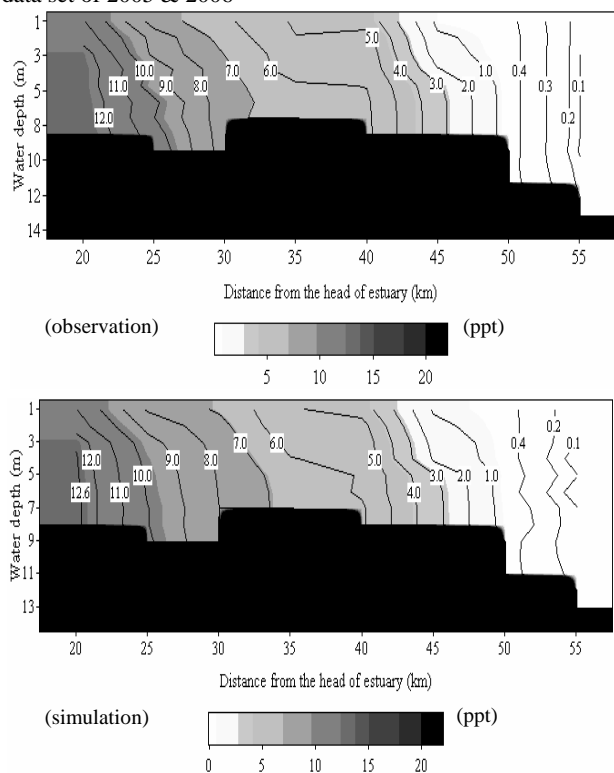 data set of &
1
5.0
3
10.0 7.0 6.0 4.0 1.0 0.4
11.0 9.0 8.0 3.0 2.0 0.3 0.1
5
12.0
0.2
8
10
12
14
Water depth (m)
20 25 30 35 40 45 50 55
Distance from the head of estuary (km)
(observation) (ppt)
5 10 15 20
1
3
5
7
9
11
13
Water depth (m)
0.2
7.0 6.0 0.4 0.1
12.0 9.0 8.0 5.0
10.0 3.0 2.0 1.0
12.6 11.0 4.0
20 25 30 35 40 45 50 55
Distance from the head of estuary (km)
(simulation) (ppt)
0 5 10 15 20